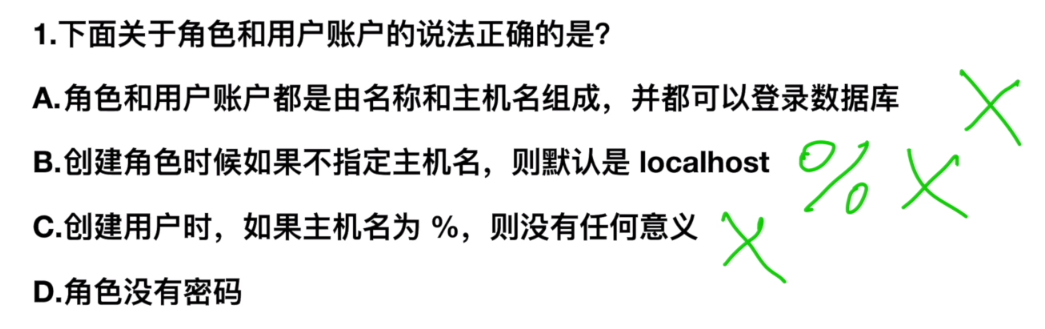 1.下面关于角色和用户账户的说法正确的是?
A.角色和用户账户都是由名称和主机名组成，并都可以登录数据库 X
B.创建角色时候如果不指定主机名，则默认是 localhost % X
C.创建用户时，如果主机名为 %，则没有任何意义 X
D.角色没有密码